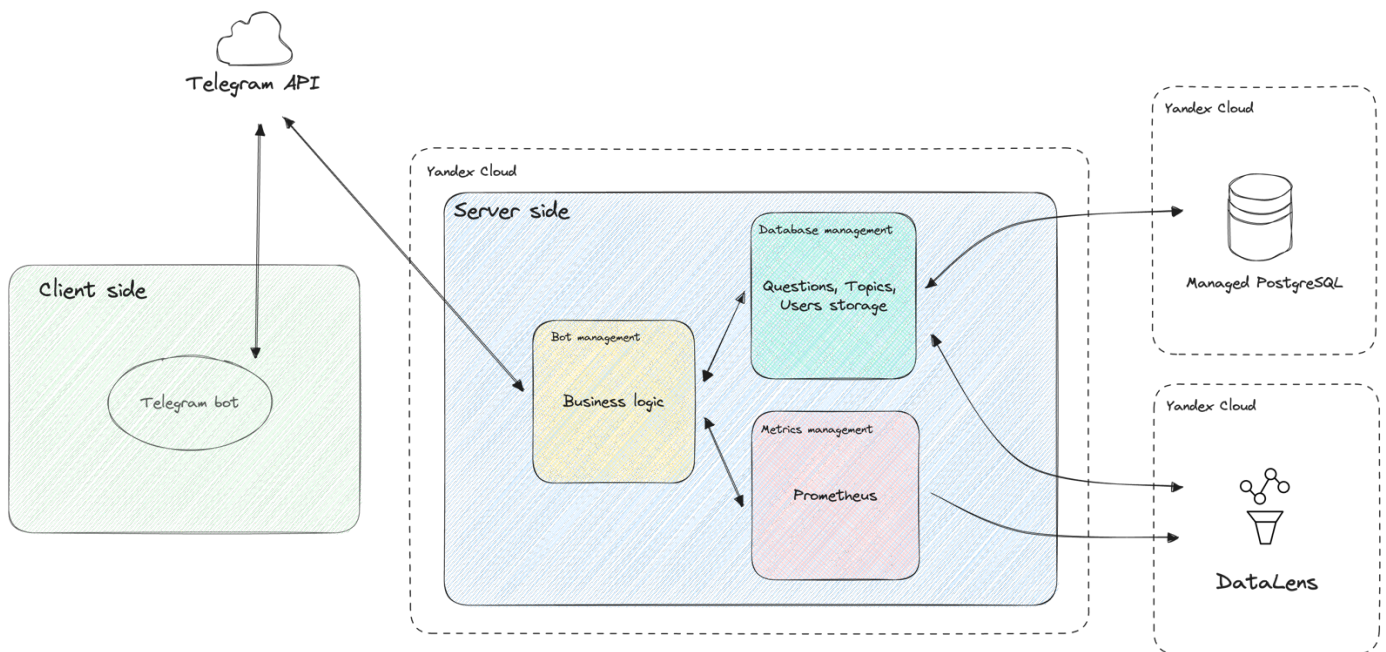 Telegram API
Yandex Cloud
Yandex Cloud
Server side
Database management
Questions, Topics,
Users storage
Managed PostgreSQL
Client side
Telegram bot
Bot management
Business logic
Metrics management
Prometheus
Yandex Cloud
DataLens